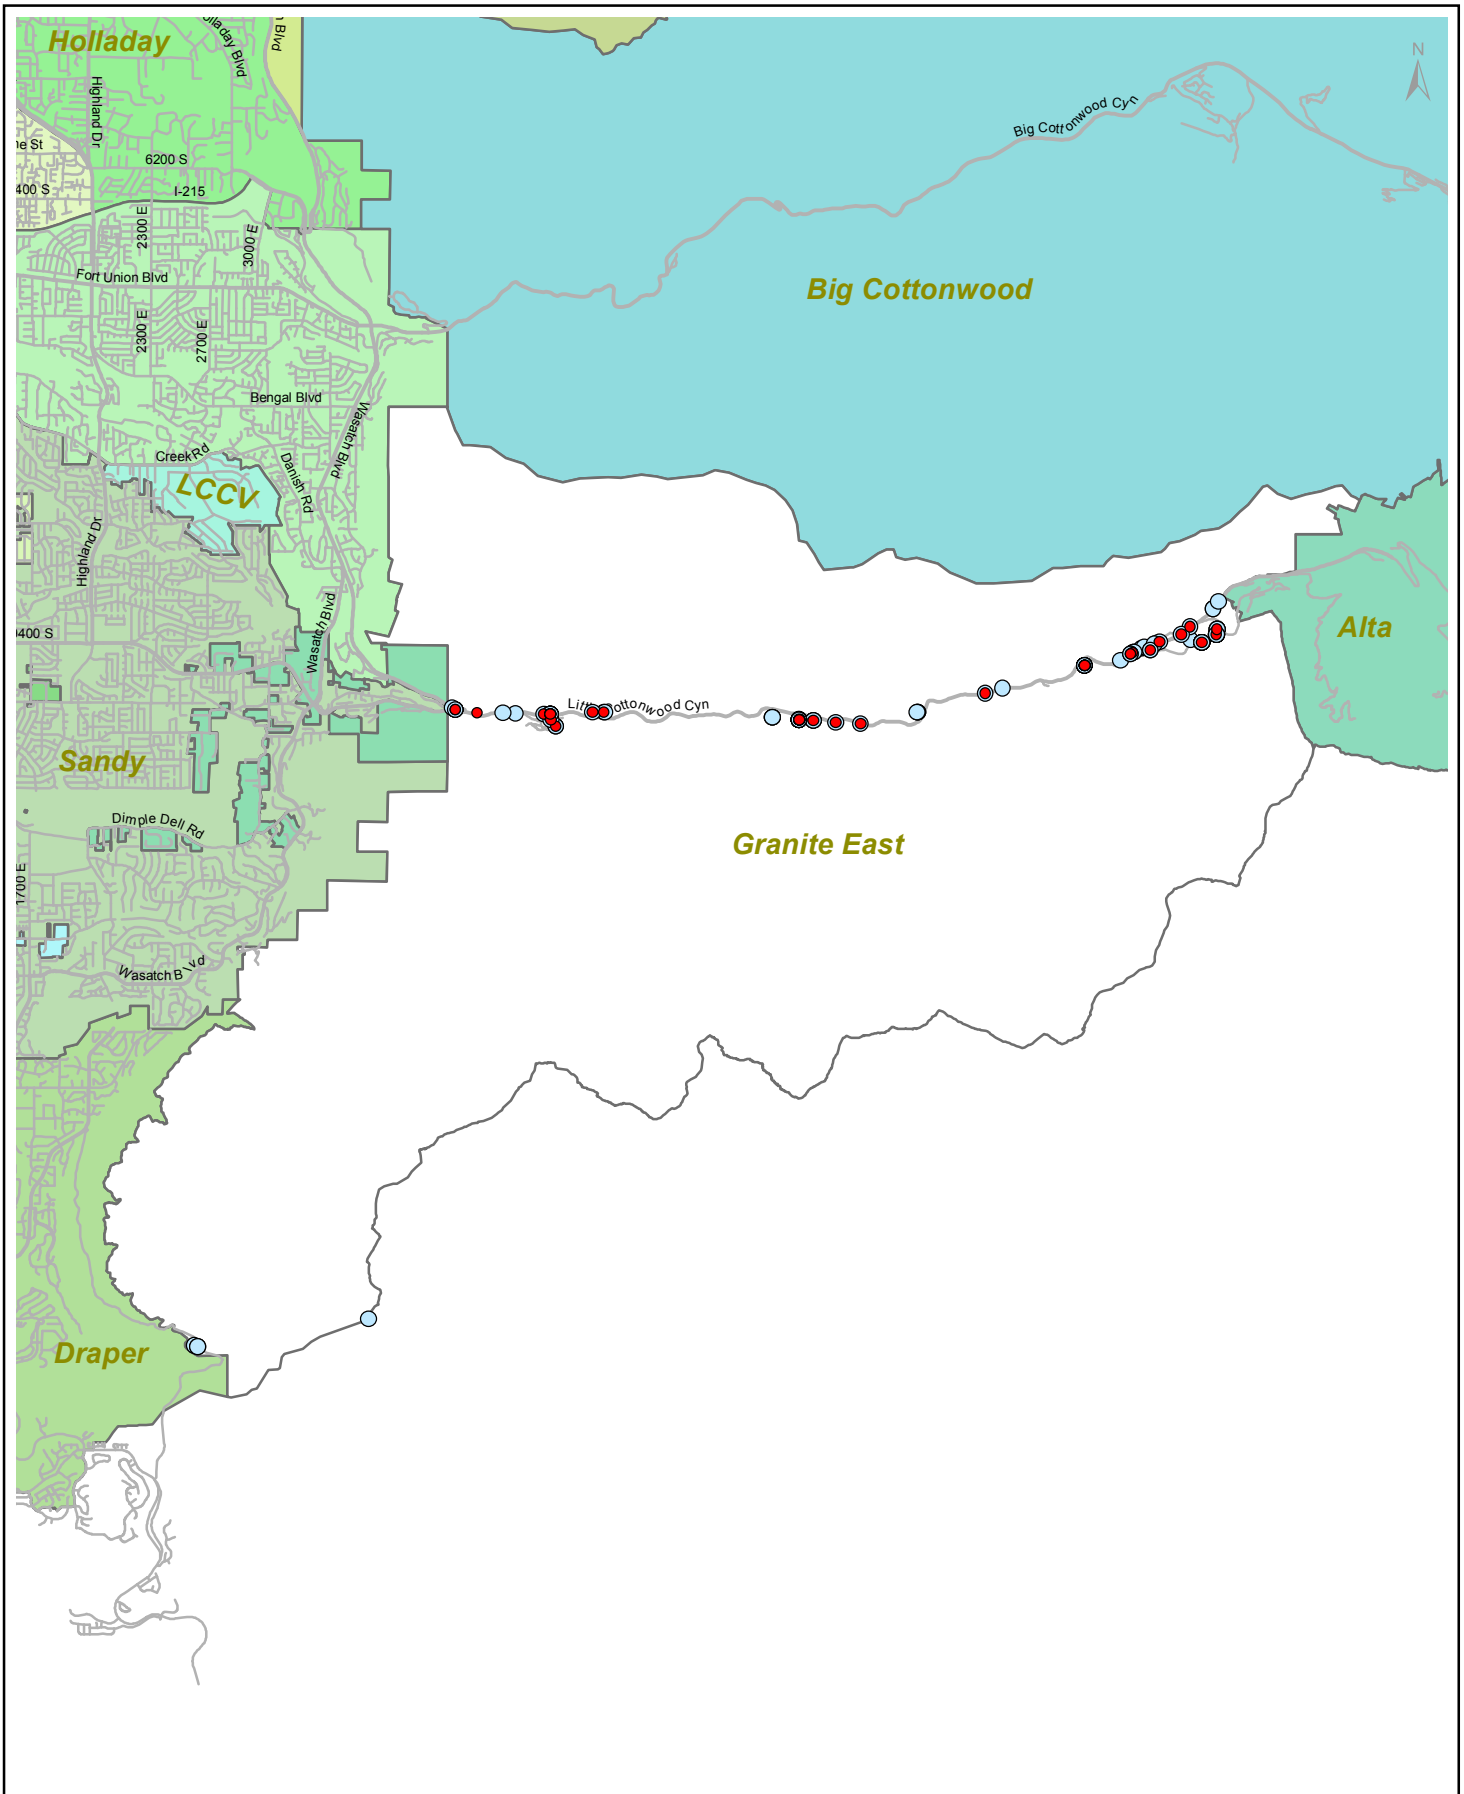 Holladay
Highland Dr
6200 S
I-215
400 S
2300 E
3000 E
Fort Union Blvd
2300 E
2700 E
Bengal Blvd
Wasatch Blvd
Creek Rd
Danish Rd
LCCV
Highland Dr
Wasatch Blvd
Sandy
Dimple Dell Rd
1700 E
Wasatch Blvd
Draper
Big Cottonwood Cyn
N
Big Cottonwood
Alta
Granite East